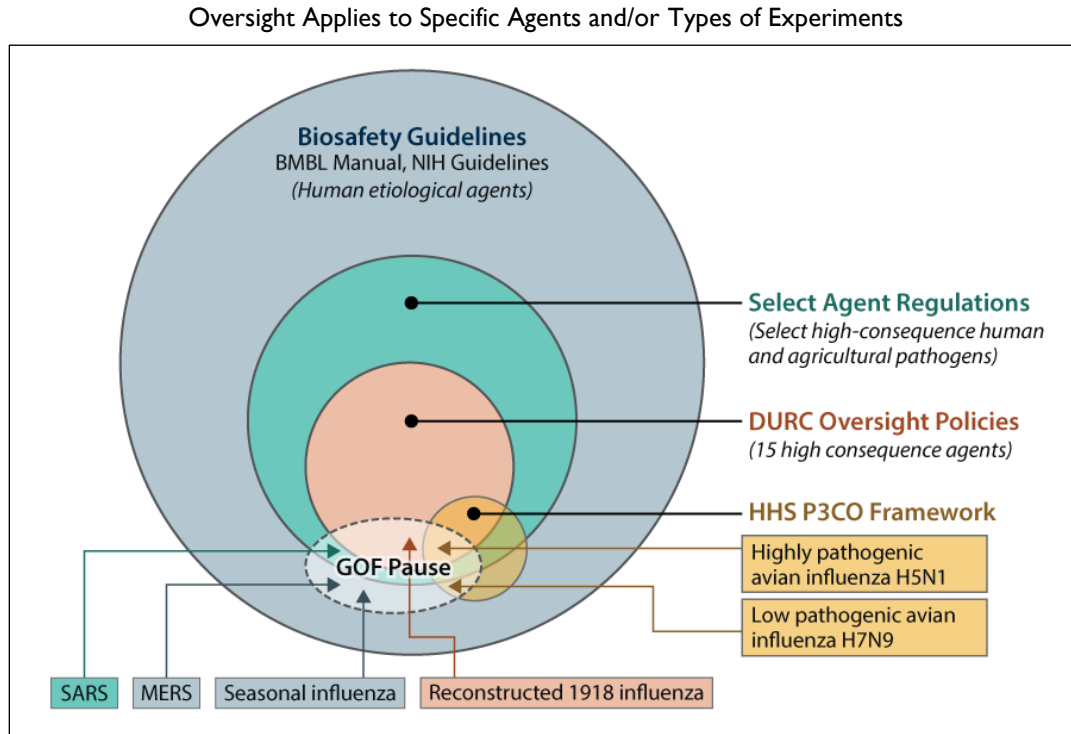 Oversight Applies to Specific Agents and/or Types of Experiments
Biosafety Guidelines
BMBL Manual, NIH Guidelines
(Human etiological agents)
Select Agent Regulations
(Select high-consequence human
and agricultural pathogens)
DURC Oversight Policies
(15 high consequence agents)
HHS P3CO Framework
Highly pathogenic
avian influenza H5N1
GOF Pause
Low pathogenic avian
influenza H7N9
SARS
MERS
Seasonal influenza
Reconstructed 1918 influenza